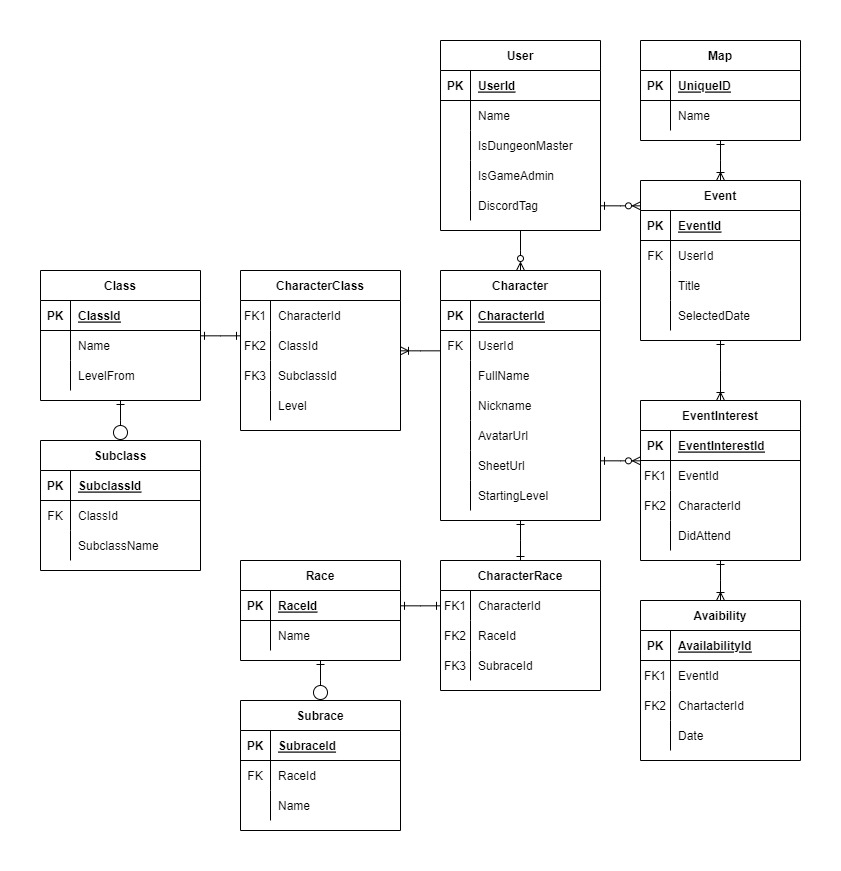 User
PK UserId
Name
IsDungeonMaster
IsGameAdmin
DiscordTag
Map
PK UniqueID
Name
Event
PK EventId
FK UserId
Title
SelectedDate
Class
PK ClassId
Name
LevelFrom
CharacterClass
FK1 CharacterId
FK2 ClassId
FK3 SubclassId
Level
Character
PK CharacterId
FK UserId
FullName
Nickname
AvatarUrl
SheetUrl
StartingLevel
EventInterest
PK EventInterestId
FK1 EventId
FK2 CharacterId
DidAttend
Subclass
PK SubclassId
FK ClassId
SubclassName
Race
PK RaceId
Name
CharacterRace
FK1 CharacterId
FK2 RaceId
FK3 SubraceId
Avaibility
PK AvailabilityId
FK1 EventId
FK2 ChartacterId
Date
Subrace
PK SubraceId
FK RaceId
Name